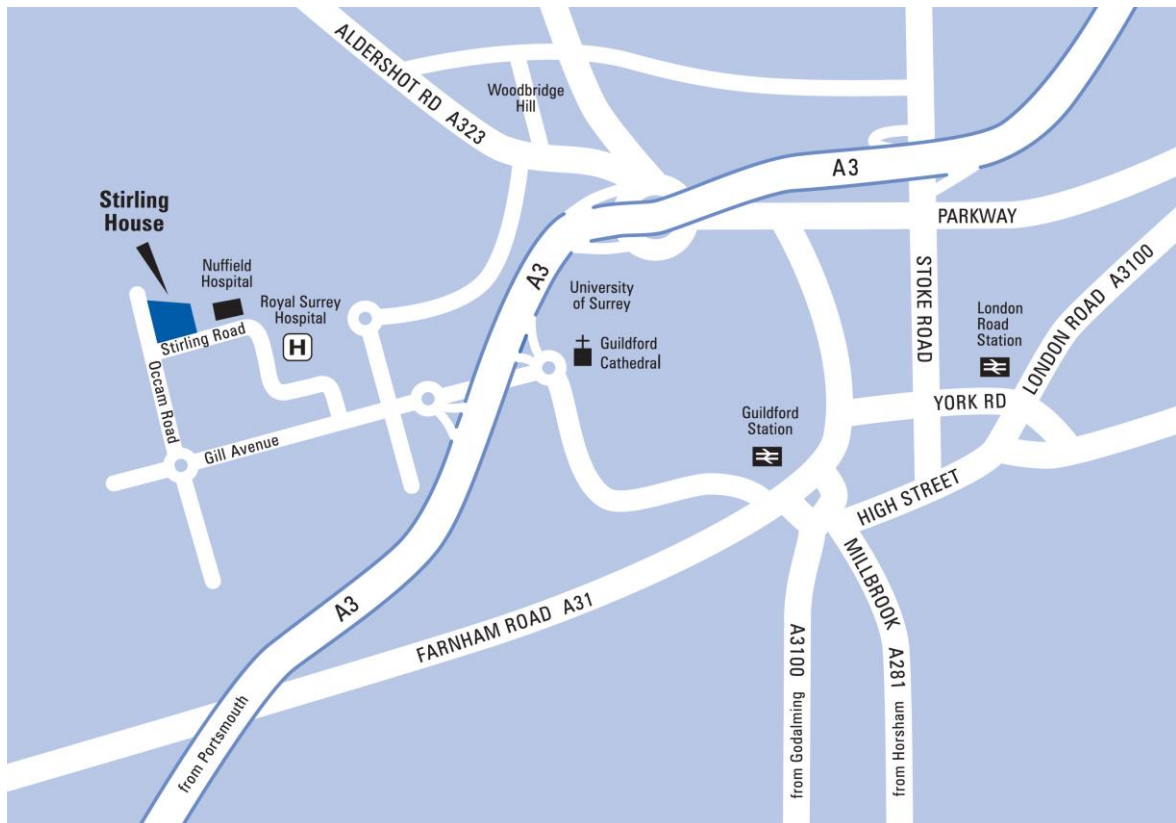 ALDERSHOT RD A323
Woodbridge
Hill
A3
Stirling
House
PARKWAY
Nuffield
Hospital
A3
University
of Surrey
STOKE ROAD
LONDON ROAD A3100
Royal Surrey
Hospital
H
London
Road
Station
Stirling Road
Guildford
Cathedral
Occam Road
YORK RD
Guildford
Station
Gill Avenue
HIGH STREET
MILLBROOK A281
from Horsham
A3
FARNHAM ROAD A31
A3100
from Godalming
from Portsmouth